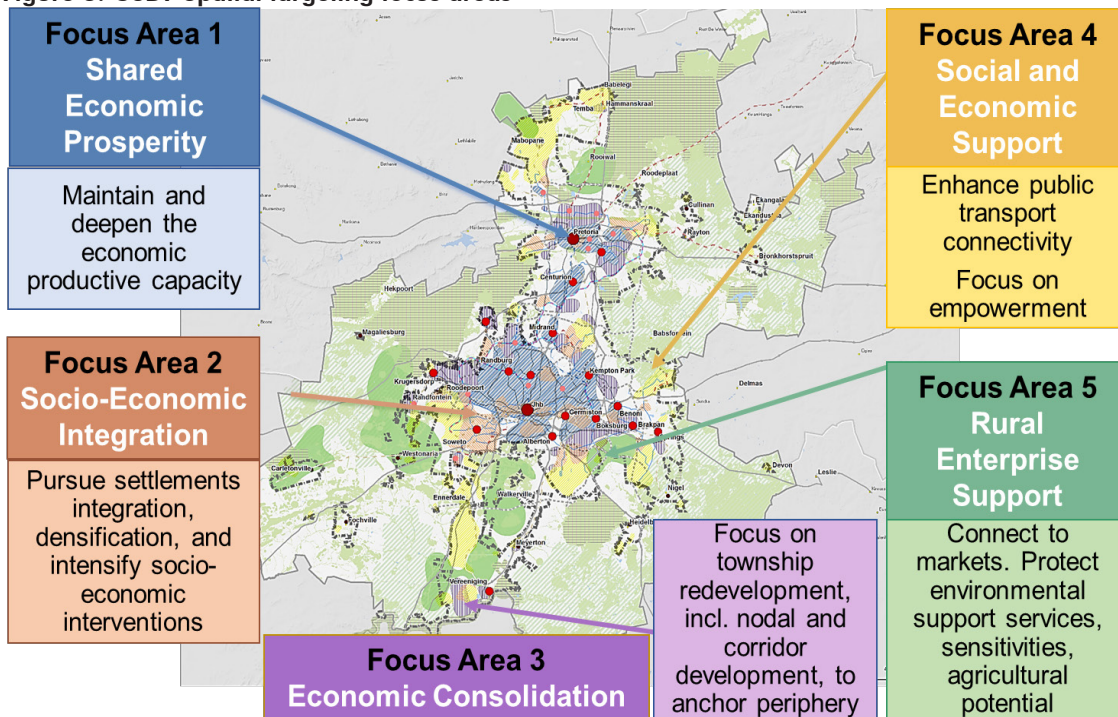 Focus Area 1
Shared
Economic
Prosperity
Maintain and
deepen the
economic
productive capacity
Focus Area 2
Socio-Economic
Integration
Pursue settlements
integration,
densification, and
intensify socio-
economic
interventions
Focus Area 3
Economic Consolidation
Focus on
township
redevelopment,
incl. nodal and
corridor
development, to
anchor periphery
Focus Area 4
Social and
Economic
Support
Enhance public
transport
connectivity
Focus on
empowerment
Focus Area 5
Rural
Enterprise
Support
Connect to
markets. Protect
environmental
support services,
sensitivities,
agricultural
potential
Babelegi
Temba
Hammanskraal
Mabopane
Rooiwal
Roodeplaat
Cullinan
Ekangala
Ekandustria
Rayton
Pretoria
Bronkhorstspruit
Centurion
Hekpoort
Magaliesburg
Midrand
Babsfontein
Randburg
Kempton Park
Krugersdorp
Roodepoort
Randfontein
Delmas
Jhb
Germiston
Benoni
Boksburg
Brakpan
Soweto
Alberton
Westonaria
Carletonville
Devon
Leslie
Nigel
Ennerdale
Walkerville
Fochville
Meyerton
Vereeniging